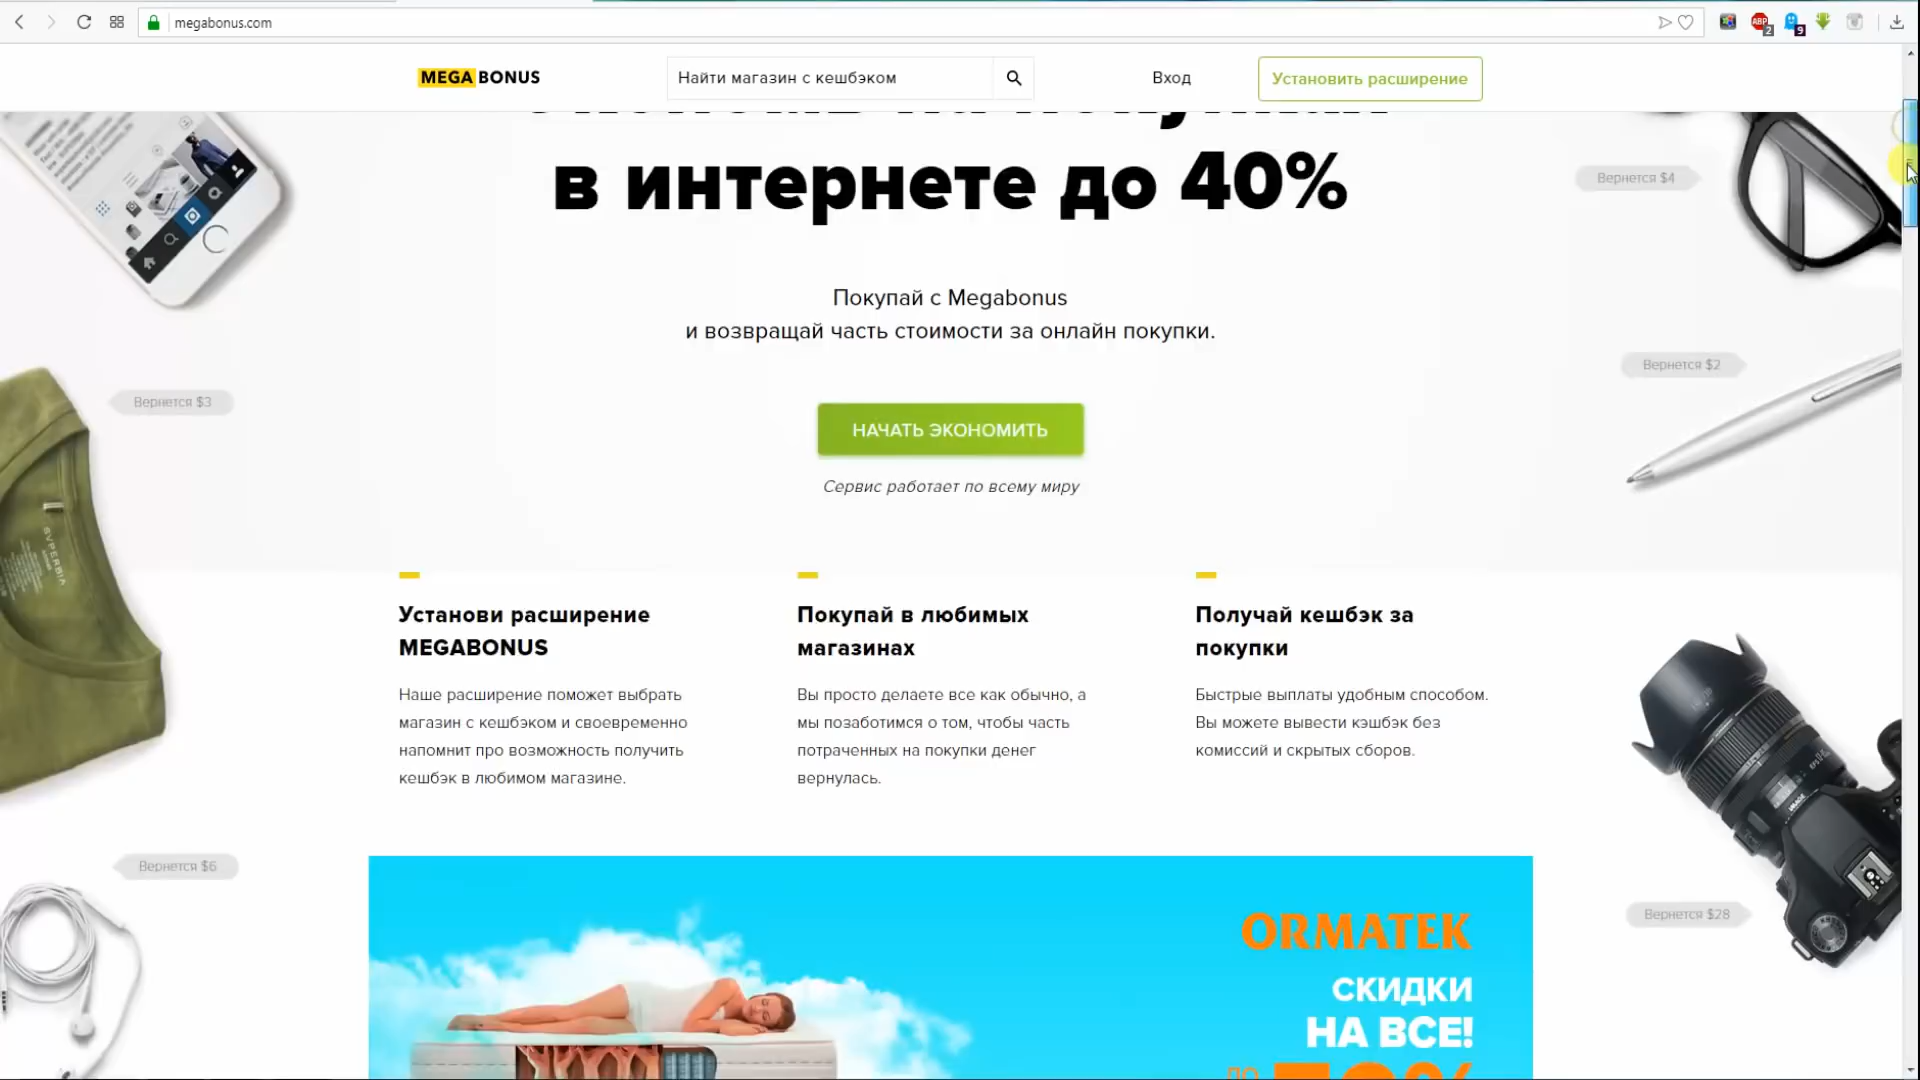 megabonus.com
ABP
2
9
MEGA BONUS
Найти магазин с кешбэком
Вход
Установить расширение
в интернете до 40%
Вернется $4
Покупай с Megabonus
и возвращай часть стоимости за онлайн покупки.
Вернется $2
Вернется $3
НАЧАТЬ ЭКОНОМИТЬ
Сервис работает по всему миру
SVPERBIA
Установи расширение
MEGABONUS
Наше расширение поможет выбрать
магазин с кешбэком и своевременно
напомнит про возможность получить
кешбэк в любимом магазине.
Покупай в любимых
магазинах
Вы просто делаете все как обычно, а
мы позаботимся о том, чтобы часть
потраченных на покупки денег
вернулась.
Получай кешбэк за
покупки
Быстрые выплаты удобным способом.
Вы можете вывести кэшбэк без
комиссий и скрытых сборов.
Вернется $6
Вернется $28
ORMATEK
СКИДКИ
НА ВСЕ!